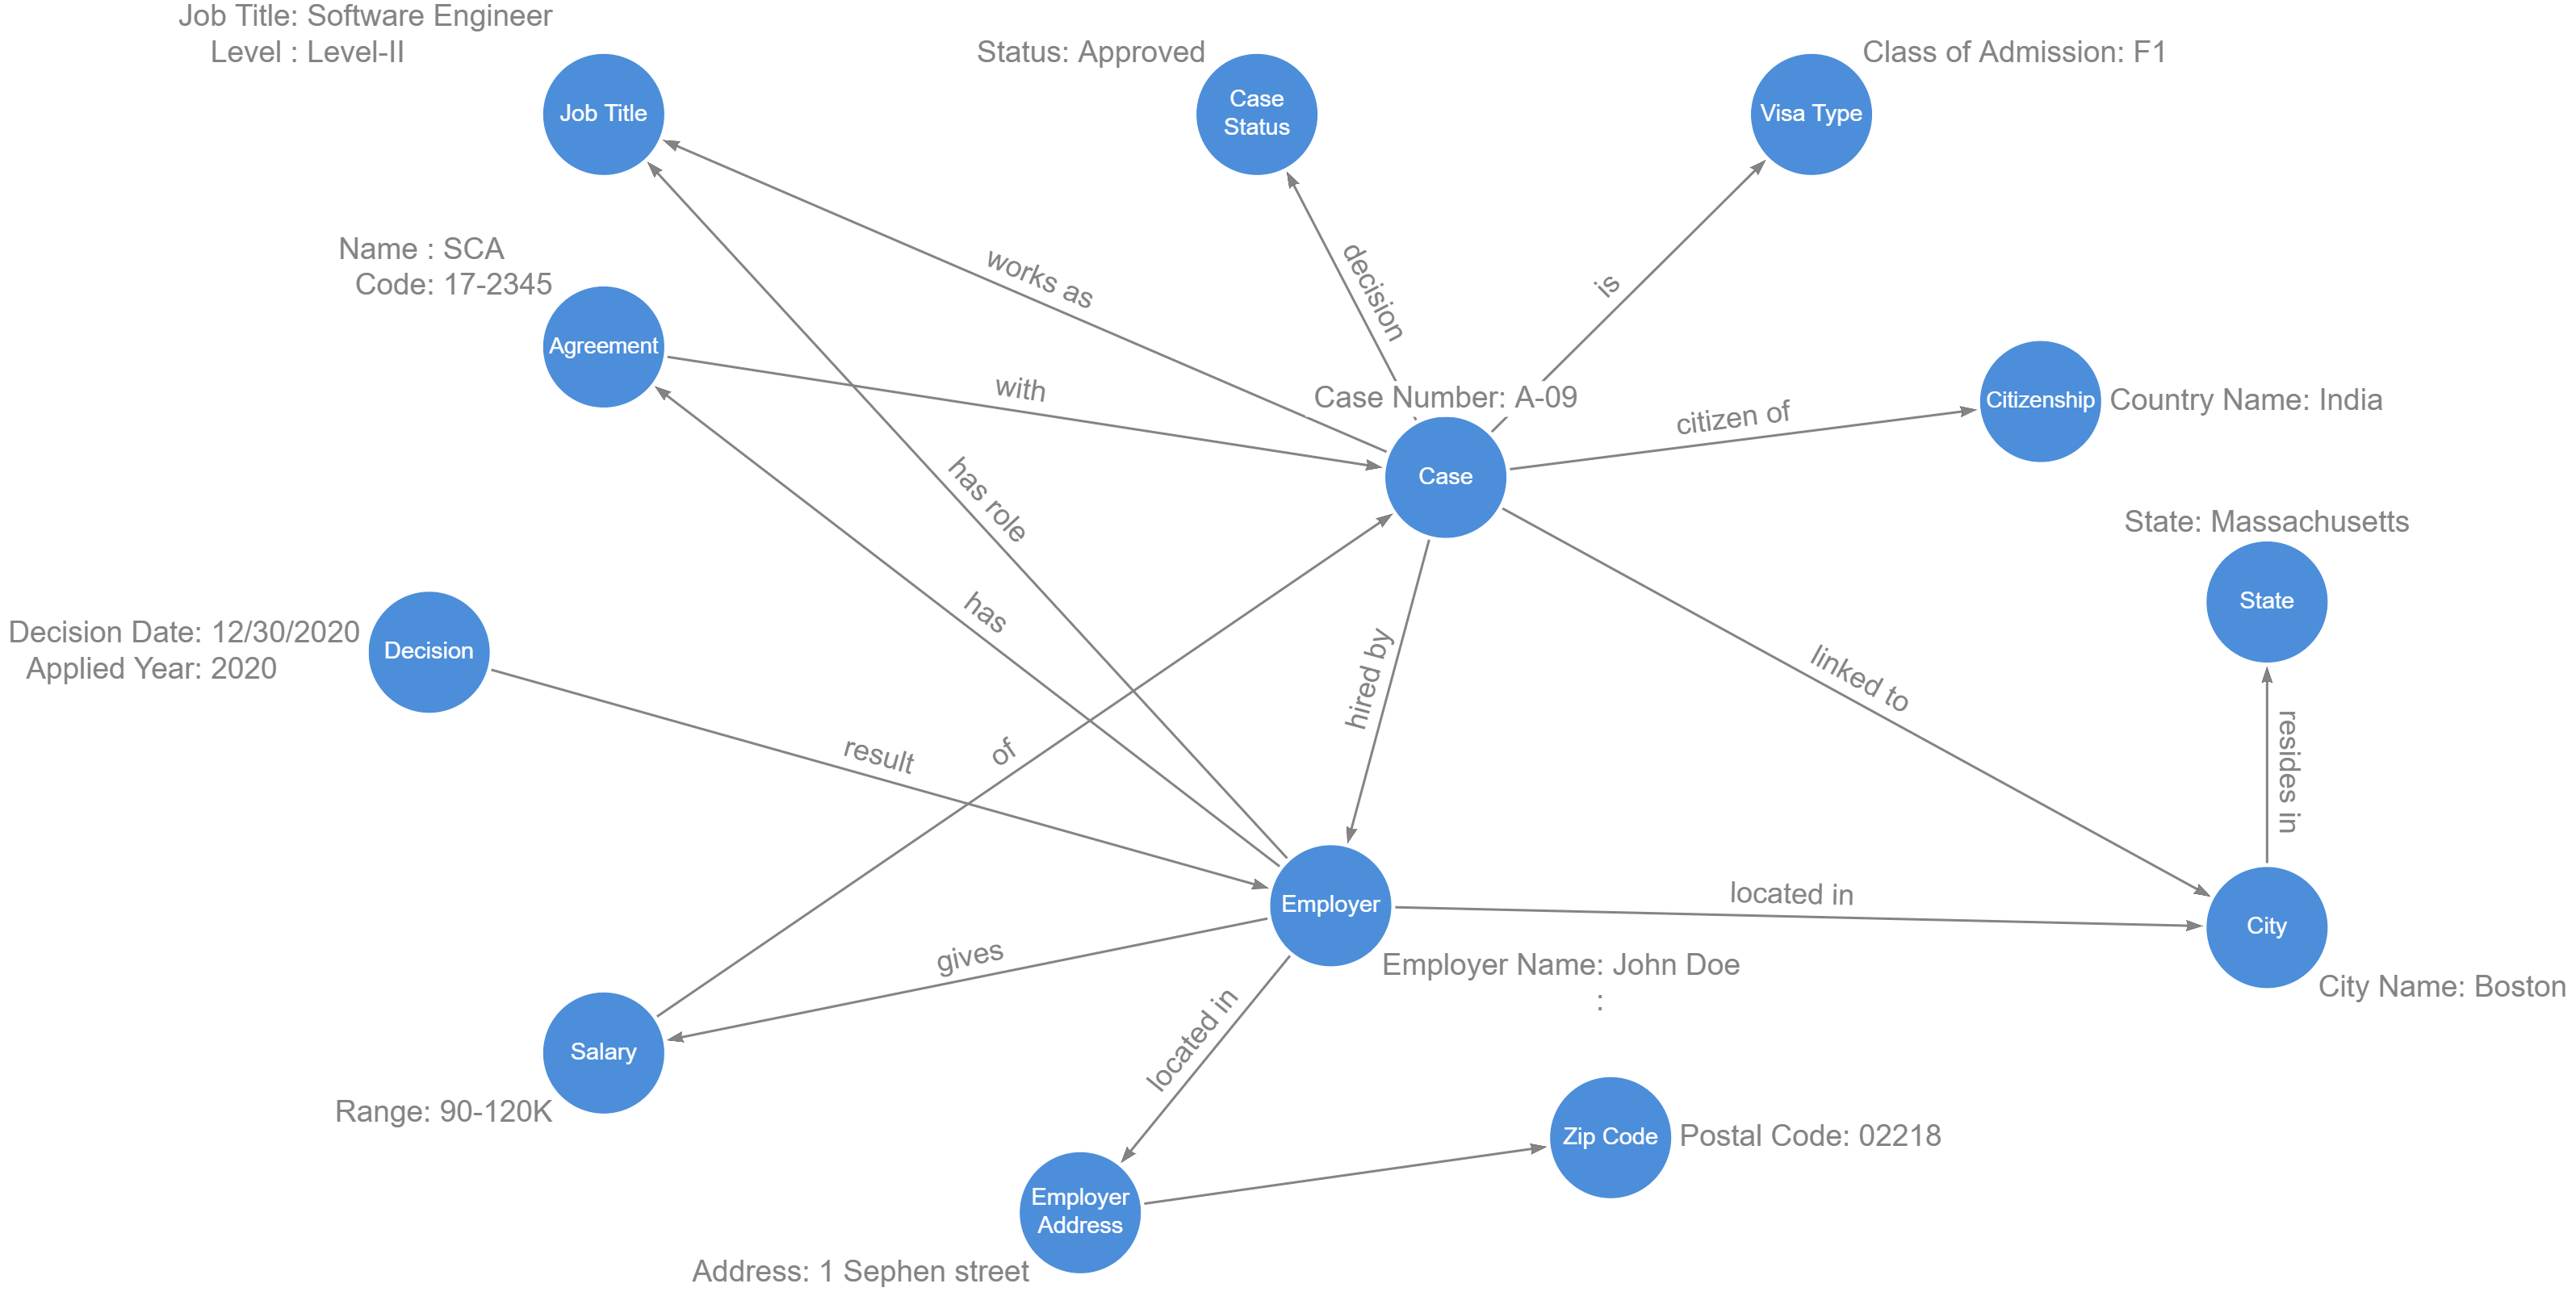 Job Title: Software Engineer
Level : Level-II
Job Title
Status: Approved
Case
Status
Class of Admission: F1
Visa Type
Name : SCA
Code: 17-2345
Agreement
works as
decision
is
with
Case Number: A-09
Case
citizen of
Citizenship
Country Name: India
has role
State: Massachusetts
State
Decision Date: 12/30/2020
Applied Year: 2020
Decision
has
hired by
linked to
resides in
result
of
Employer
located in
City
gives
Employer Name: John Doe
:
City Name: Boston
Salary
Range: 90-120K
located in
Zip Code
Postal Code: 02218
Employer
Address
Address: 1 Sephen street